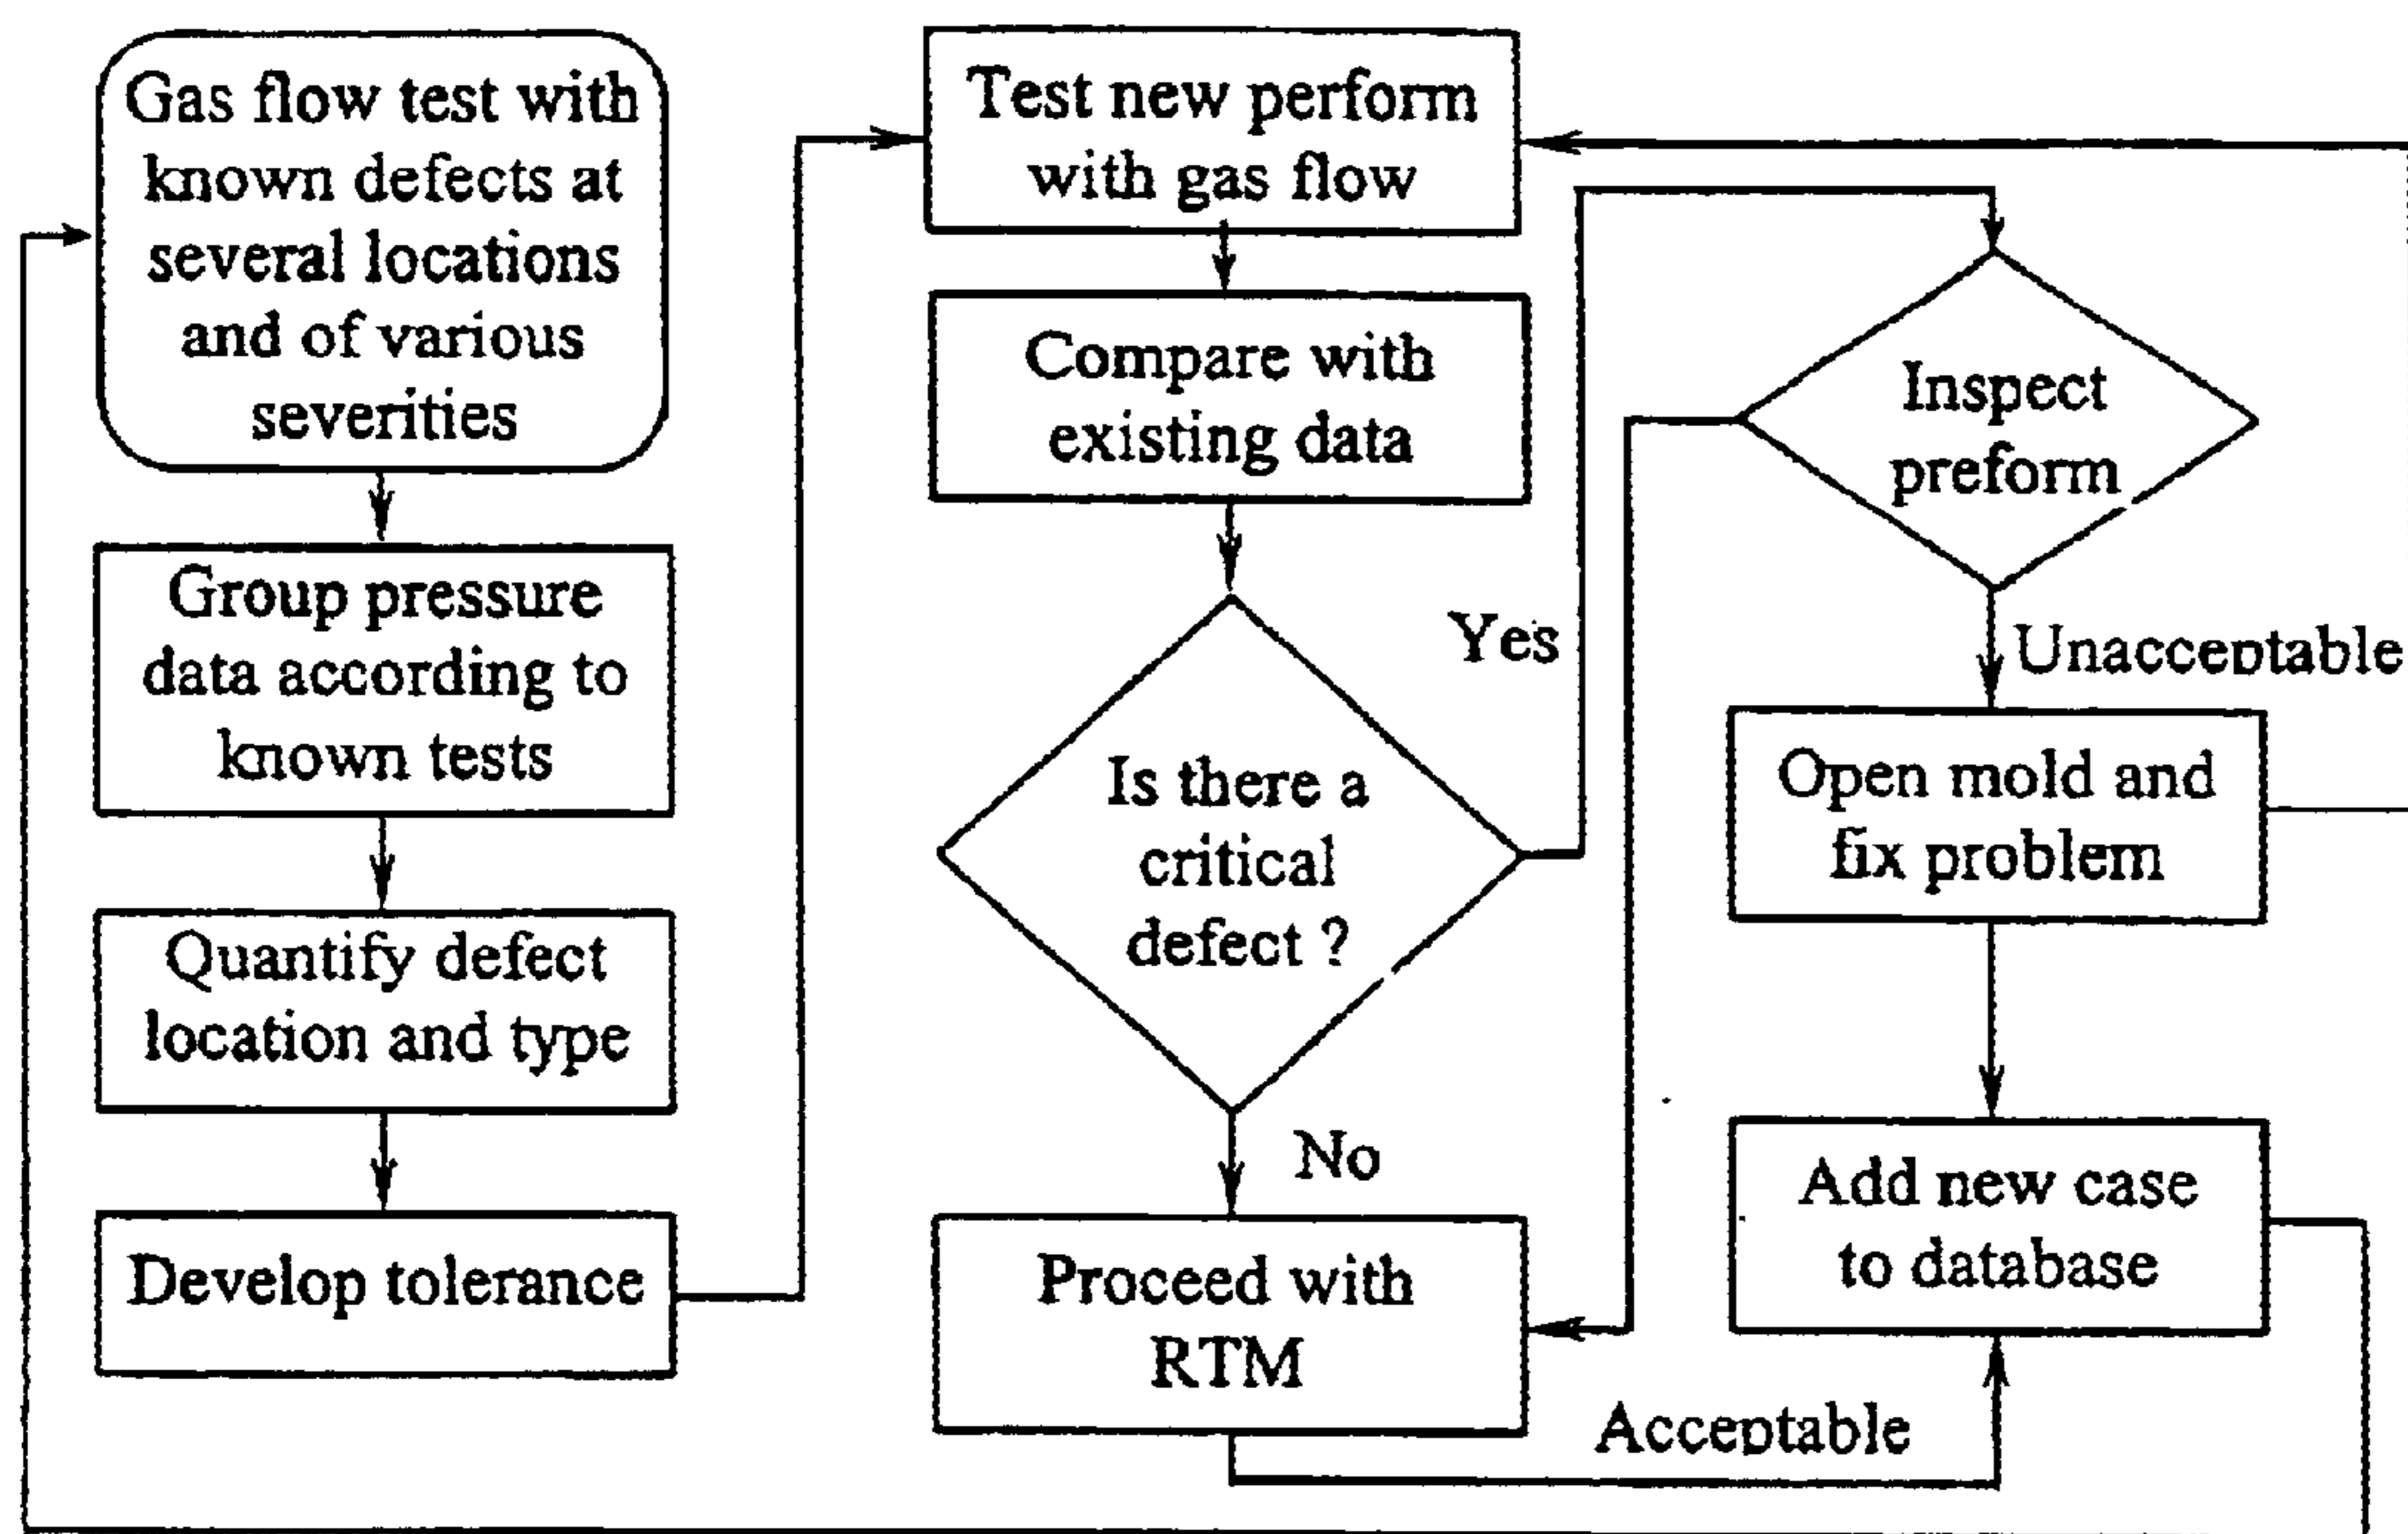 Gas flow test with
known defects at
several locations
and of various
severities
Group pressure
data according to
known tests
Quantify defect
location and type
Develop tolerance
Test new perform
with gas flow
Compare with
existing data
Is there a
critical
defect ?
Yes
No
Proceed with
RTM
Inspect
preform
Unacceptable
Open mold and
fix problem
Add new case
to database
Acceptable